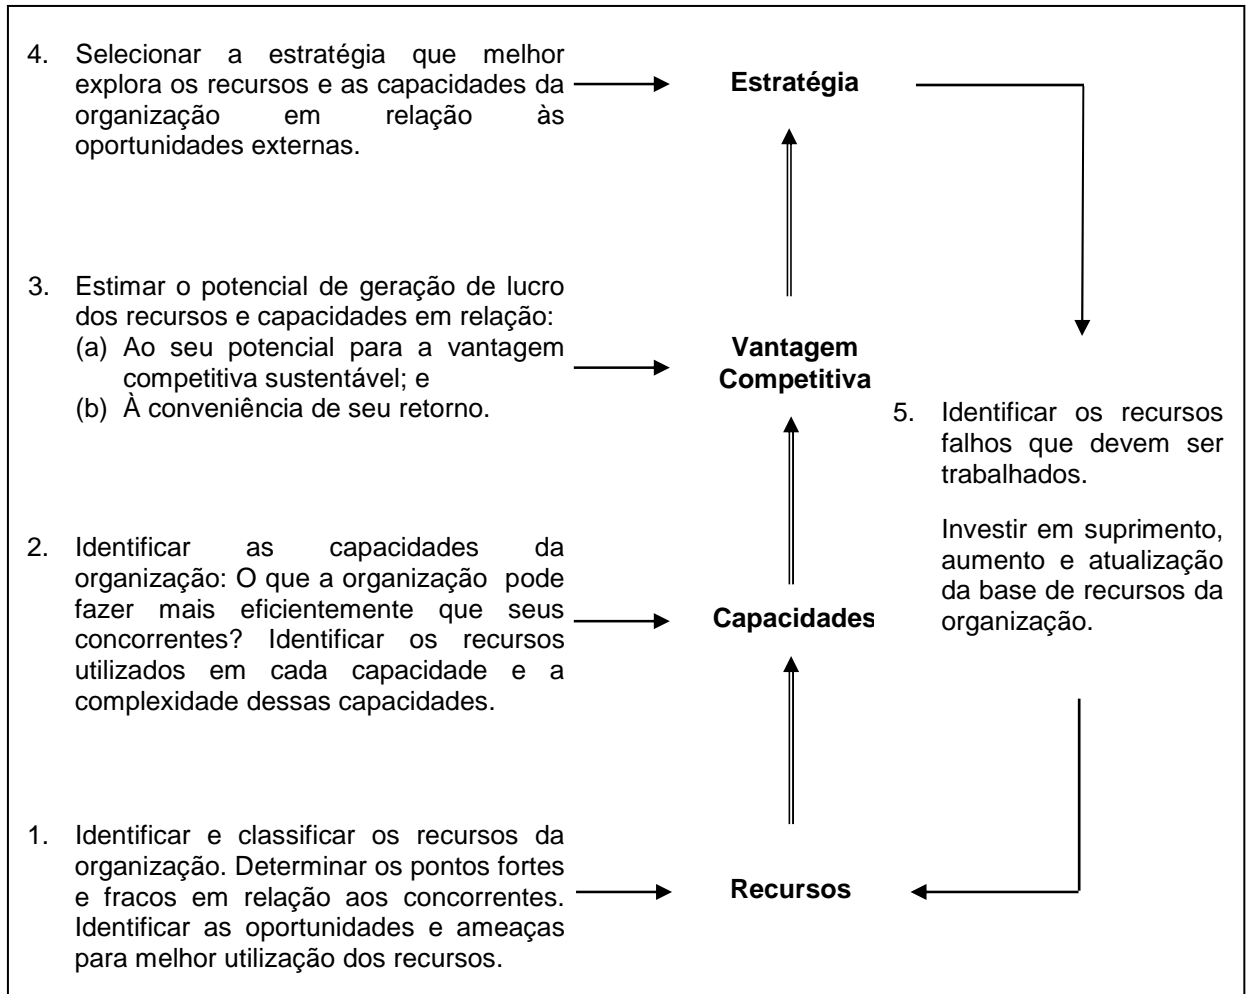 4. Selecionar a estratégia que melhor
explora os recursos e as capacidades da
organização em relação às
oportunidades externas.
Estratégia
3. Estimar o potencial de geração de lucro
dos recursos e capacidades em relação:
(a) Ao seu potencial para a vantagem
competitiva sustentável; e
(b) À conveniência de seu retorno.
Vantagem
Competitiva
5. Identificar os recursos
falhos que devem ser
trabalhados.
Investir em suprimento,
aumento e atualização
da base de recursos da
organização.
2. Identificar as capacidades da
organização: O que a organização pode
fazer mais eficientemente que seus
concorrentes? Identificar os recursos
utilizados em cada capacidade e a
complexidade dessas capacidades.
Capacidades
1. Identificar e classificar os recursos da
organização. Determinar os pontos fortes
e fracos em relação aos concorrentes.
Identificar as oportunidades e ameaças
para melhor utilização dos recursos.
Recursos